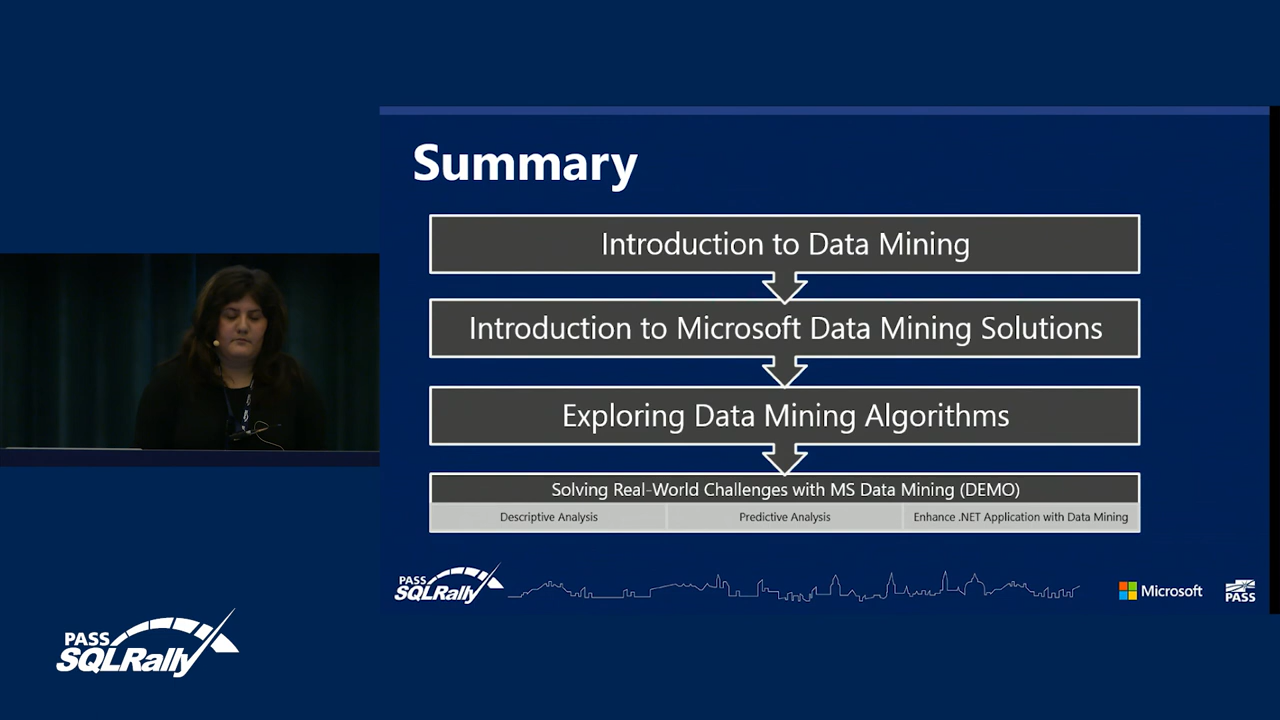 Summary
Introduction to Data Mining
Introduction to Microsoft Data Mining Solutions
Exploring Data Mining Algorithms
Solving Real-World Challenges with MS Data Mining (DEMO)
Descriptive Analysis
Predictive Analysis
Enhance .NET Application with Data Mining
PASS
SQLRally
Microsoft
PASS
PASS
SQLRally